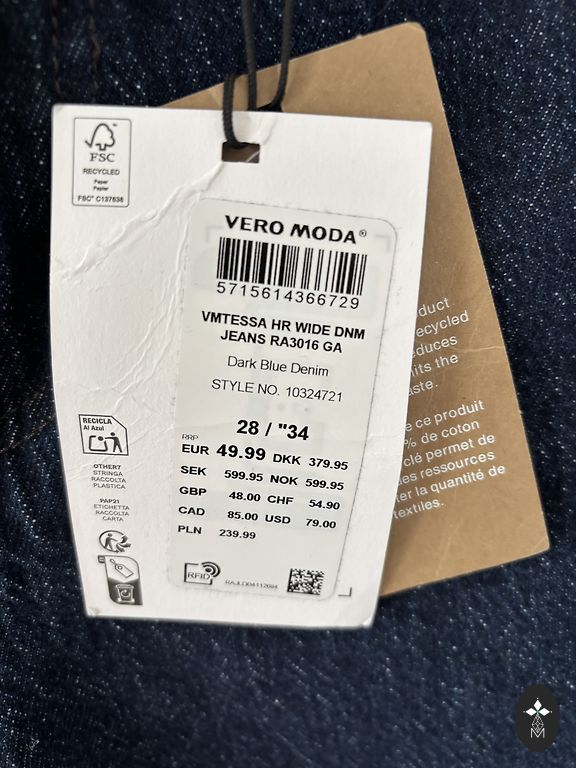 FSC
RECYCLED
Paper
Papier
FSC® C137638
VERO MODA®
5715614366729
VMTESSA HR WIDE DNM
JEANS RA3016 GA
Dark Blue Denim
STYLE NO. 10324721
28 / "34
RRP
EUR 49.99 DKK 379.95
SEK 599.95 NOK 599.95
GBP 48.00 CHF 54.90
CAD 85.00 USD 79.00
PLN 239.99
RFID
RECICLA
Al Azul
OTHER7
STRINGA
RACCOLTA
PLASTICA
PAP21
ETICHETTA
RACCOLTA
CARTA
duct
ecycled
educes
its the
ste.
e ce produit
% de coton
clé permet de
les ressources
er la quantité de
textiles.
M